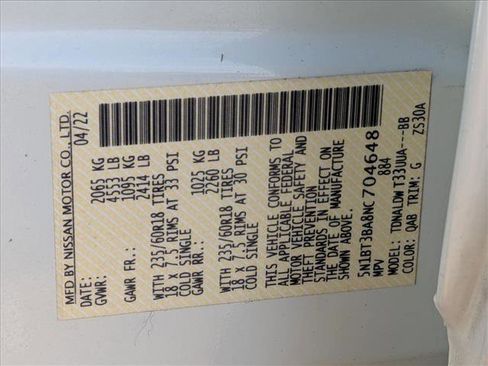 MFD BY NISSAN MOTOR CO., LTD.
DATE: 04/22
GVWR: 2065 KG
4553 LB
GAWR FR.: 1095 KG
2414 LB
WITH 235/60R18 TIRES
18 x 7.5 RIMS AT 33 PSI
COLD SINGLE
GAWR RR.: 1025 KG
2260 LB
WITH 235/60R18 TIRES
18 x 7.5 RIMS AT 30 PSI
COLD SINGLE
THIS VEHICLE CONFORMS TO
ALL APPLICABLE FEDERAL
MOTOR VEHICLE SAFETY AND
THEFT PREVENTION
STANDARDS IN EFFECT ON
THE DATE OF MANUFACTURE
SHOWN ABOVE.
5N1BT3BA8NC704648
MPV 884
MODEL: TDNALDW T33UUA---BB
COLOR: QAB TRIM: G ZS30A